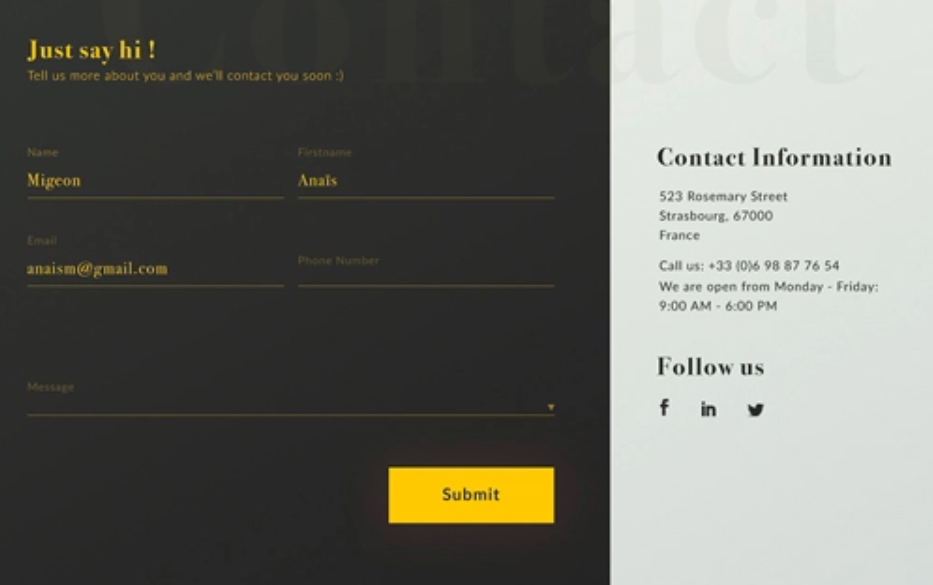 Contact
Just say hi !
Tell us more about you and we'll contact you soon :)
Name
Firstname
Migeon
Anaïs
Email
anaism@gmail.com
Phone Number
Message
Submit
Contact Information
523 Rosemary Street
Strasbourg, 67000
France
Call us: +33 (0)6 98 87 76 54
We are open from Monday - Friday:
9:00 AM - 6:00 PM
Follow us